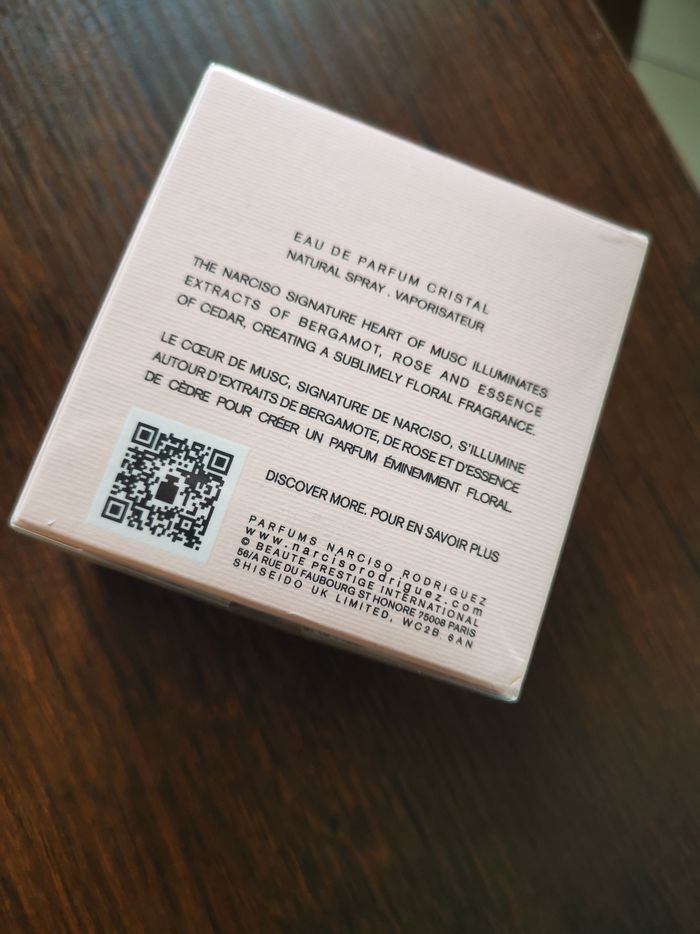 EAU DE PARFUM CRISTAL
NATURAL SPRAY . VAPORISATEUR
THE NARCISO SIGNATURE HEART OF MUSC ILLUMINATES
EXTRACTS OF BERGAMOT, ROSE AND ESSENCE
OF CEDAR, CREATING A SUBLIMELY FLORAL FRAGRANCE.
LE CŒUR DE MUSC, SIGNATURE DE NARCISO, S'ILLUMINE
AUTOUR D'EXTRAITS DE BERGAMOTE, DE ROSE ET D'ESSENCE
DE CÈDRE POUR CRÉER UN PARFUM ÉMINEMMENT FLORAL.
DISCOVER MORE. POUR EN SAVOIR PLUS
PARFUMS NARCISO RODRIGUEZ
www.narcisorodriguez.com
© BEAUTE PRESTIGE INTERNATIONAL
56/A RUE DU FAUBOURG ST HONORE 75008 PARIS
SHISEIDO UK LIMITED, WC2B 6AN